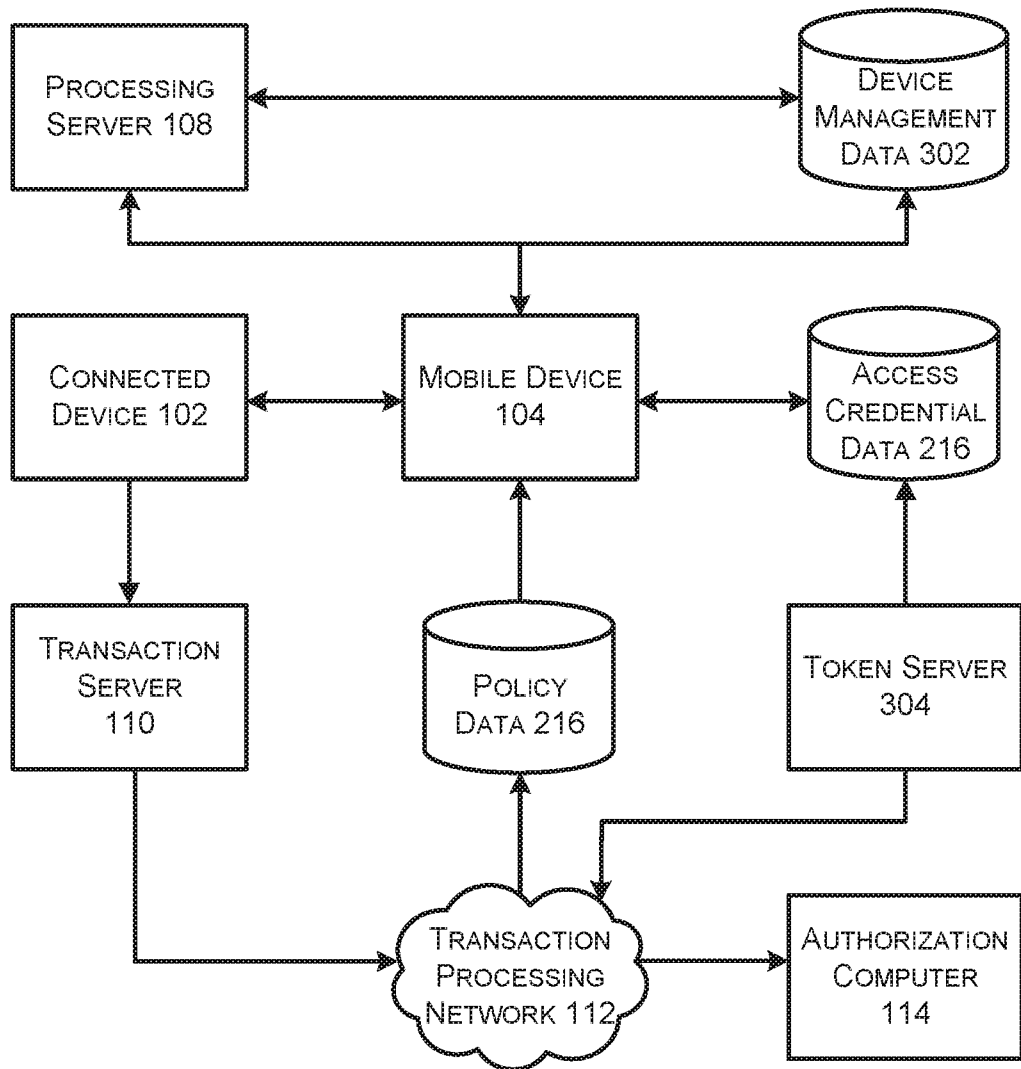 PROCESSING
SERVER 108
DEVICE
MANAGEMENT
DATA 302
CONNECTED
DEVICE 102
MOBILE DEVICE
104
ACCESS
CREDENTIAL
DATA 216
TRANSACTION
SERVER
110
POLICY
DATA 216
TOKEN SERVER
304
TRANSACTION
PROCESSING
NETWORK 112
AUTHORIZATION
COMPUTER
114